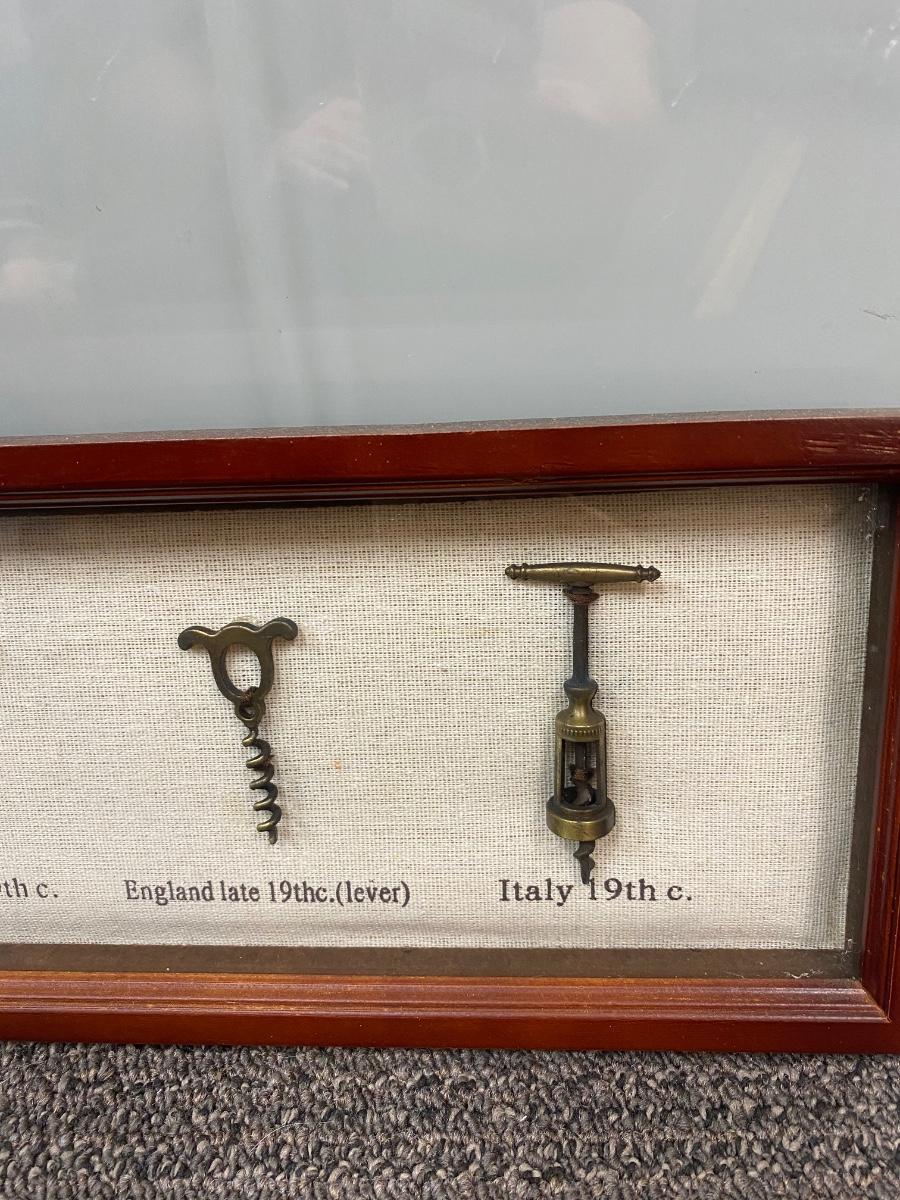 th c.
England late 19thc.(lever)
Italy 19th c.